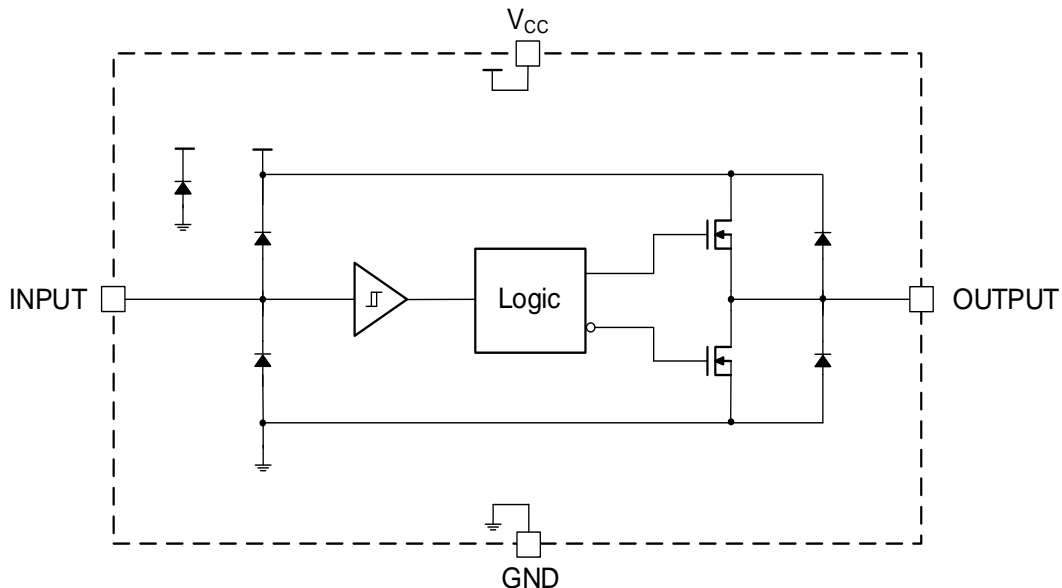 VCC
INPUT
Logic
OUTPUT
GND